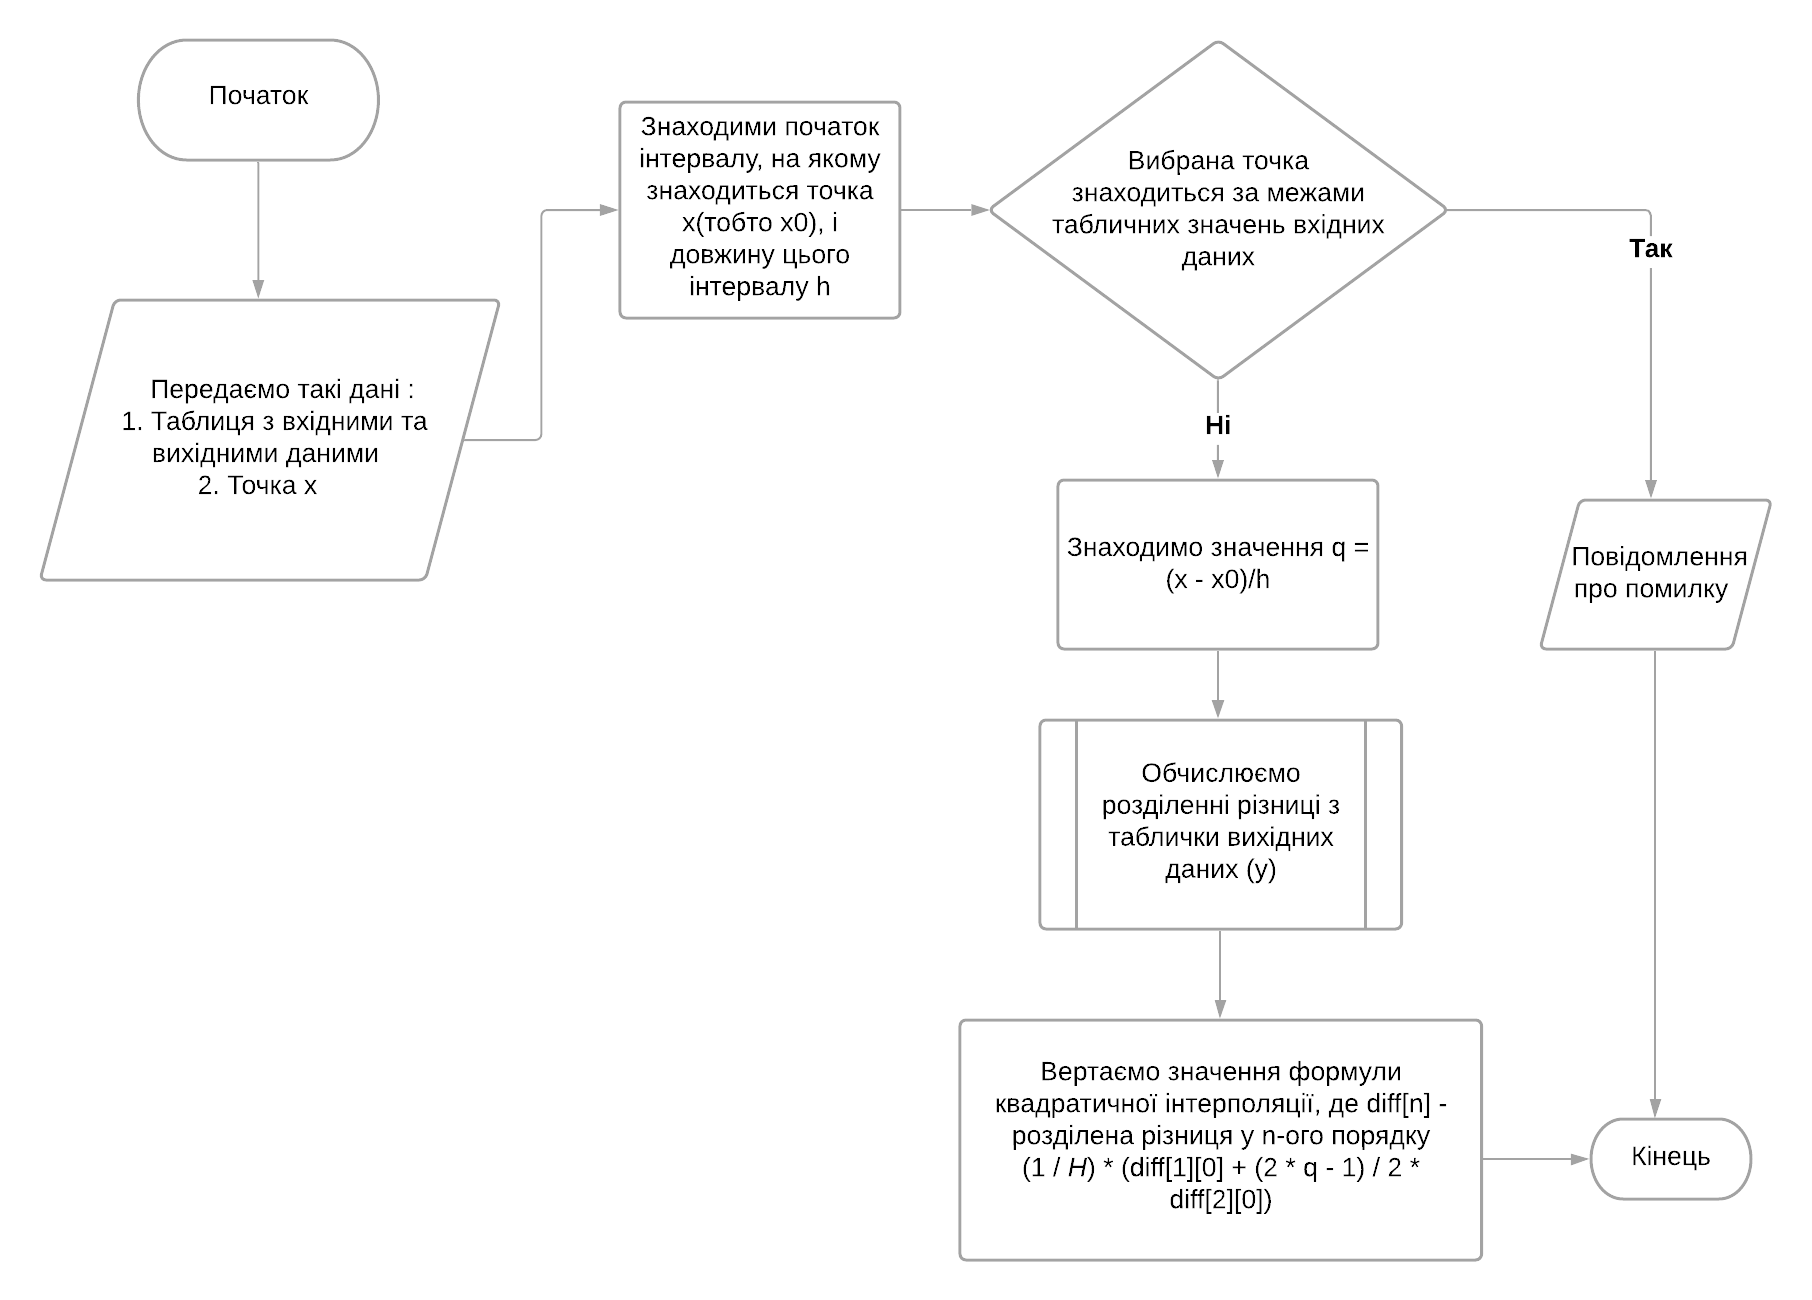 Початок
Передаємо такі дані :
1. Таблиця з вхідними та
вихідними даними
2. Точка x
Знаходими початок
інтервалу, на якому
знаходиться точка
x(тобто x0), і
довжину цього
інтервалу h
Вибрана точка
знаходиться за межами
табличних значень вхідних
даних
Так
Ні
Знаходимо значення q =
(x - x0)/h
Повідомлення
про помилку
Обчислюємо
розділенні різниці з
таблички вихідних
даних (y)
Вертаємо значення формули
квадратичної інтерполяції, де diff[n] -
розділена різниця у n-ого порядку
(1 / H) * (diff[1][0] + (2 * q - 1) / 2 *
diff[2][0])
Кінець